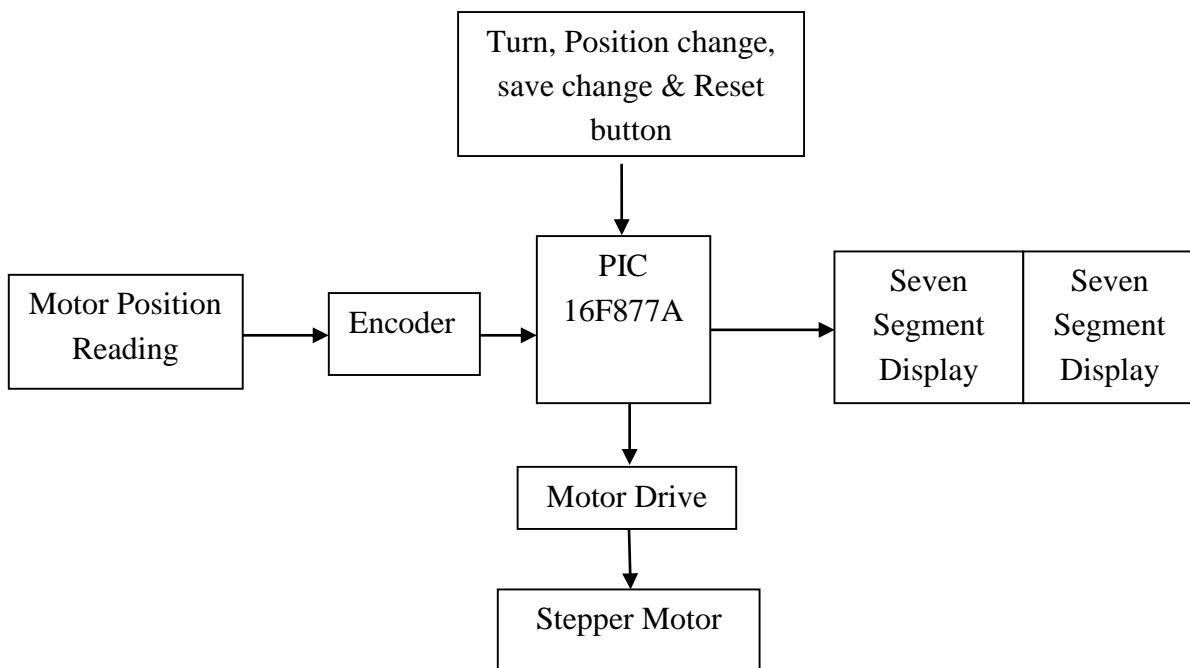 Turn, Position change,
save change & Reset
button
Motor Position
Reading
Encoder
PIC
16F877A
Seven
Segment
Display
Seven
Segment
Display
Motor Drive
Stepper Motor